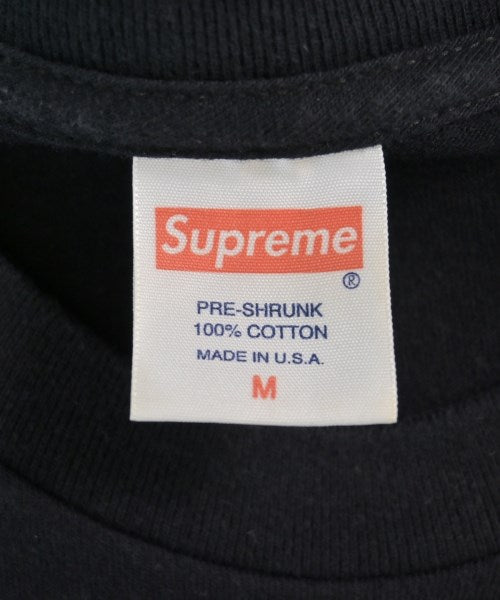 Supreme
®
PRE-SHRUNK
100% COTTON
MADE IN U.S.A.
M